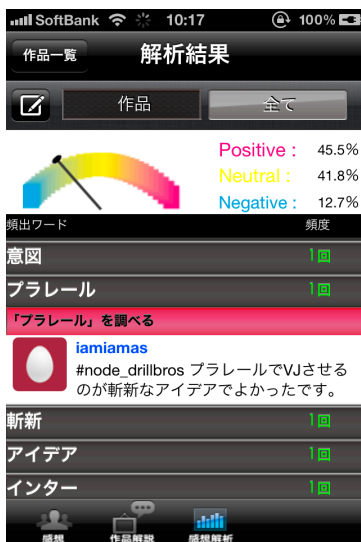 SoftBank 10:17 100%
作品一覧 解析結果
作品 全て
Positive : 45.5%
Neutral : 41.8%
Negative : 12.7%
頻出ワード 頻度
意図 1回
プラレール 1回
「プラレール」を調べる
iamiamas
#node_drillbros プラレールでVJさせる
のが斬新なアイデアでよかったです。
斬新 1回
アイデア 1回
インター 1回
感想 作品解説 感想解析